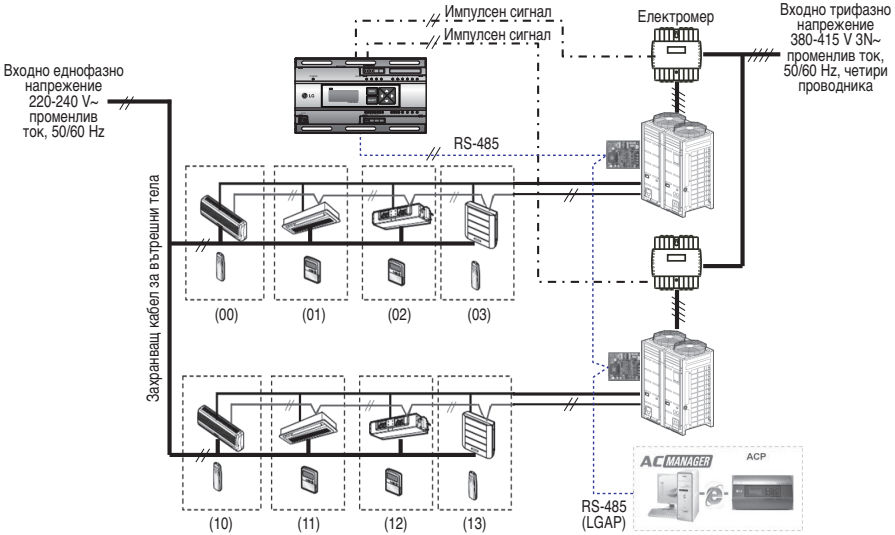 Импулсен сигнал
Импулсен сигнал
Електромер
Входно трифазно
напрежение
380-415 V 3N~
променлив ток,
50/60 Hz, четири
проводника
Входно еднофазно
напрежение
220-240 V~
променлив
ток, 50/60 Hz
LG
RS-485
Захранващ кабел за вътрешни тела
(00)
(01)
(02)
(03)
(10)
(11)
(12)
(13)
AC MANAGER
ACP
RS-485
(LGAP)